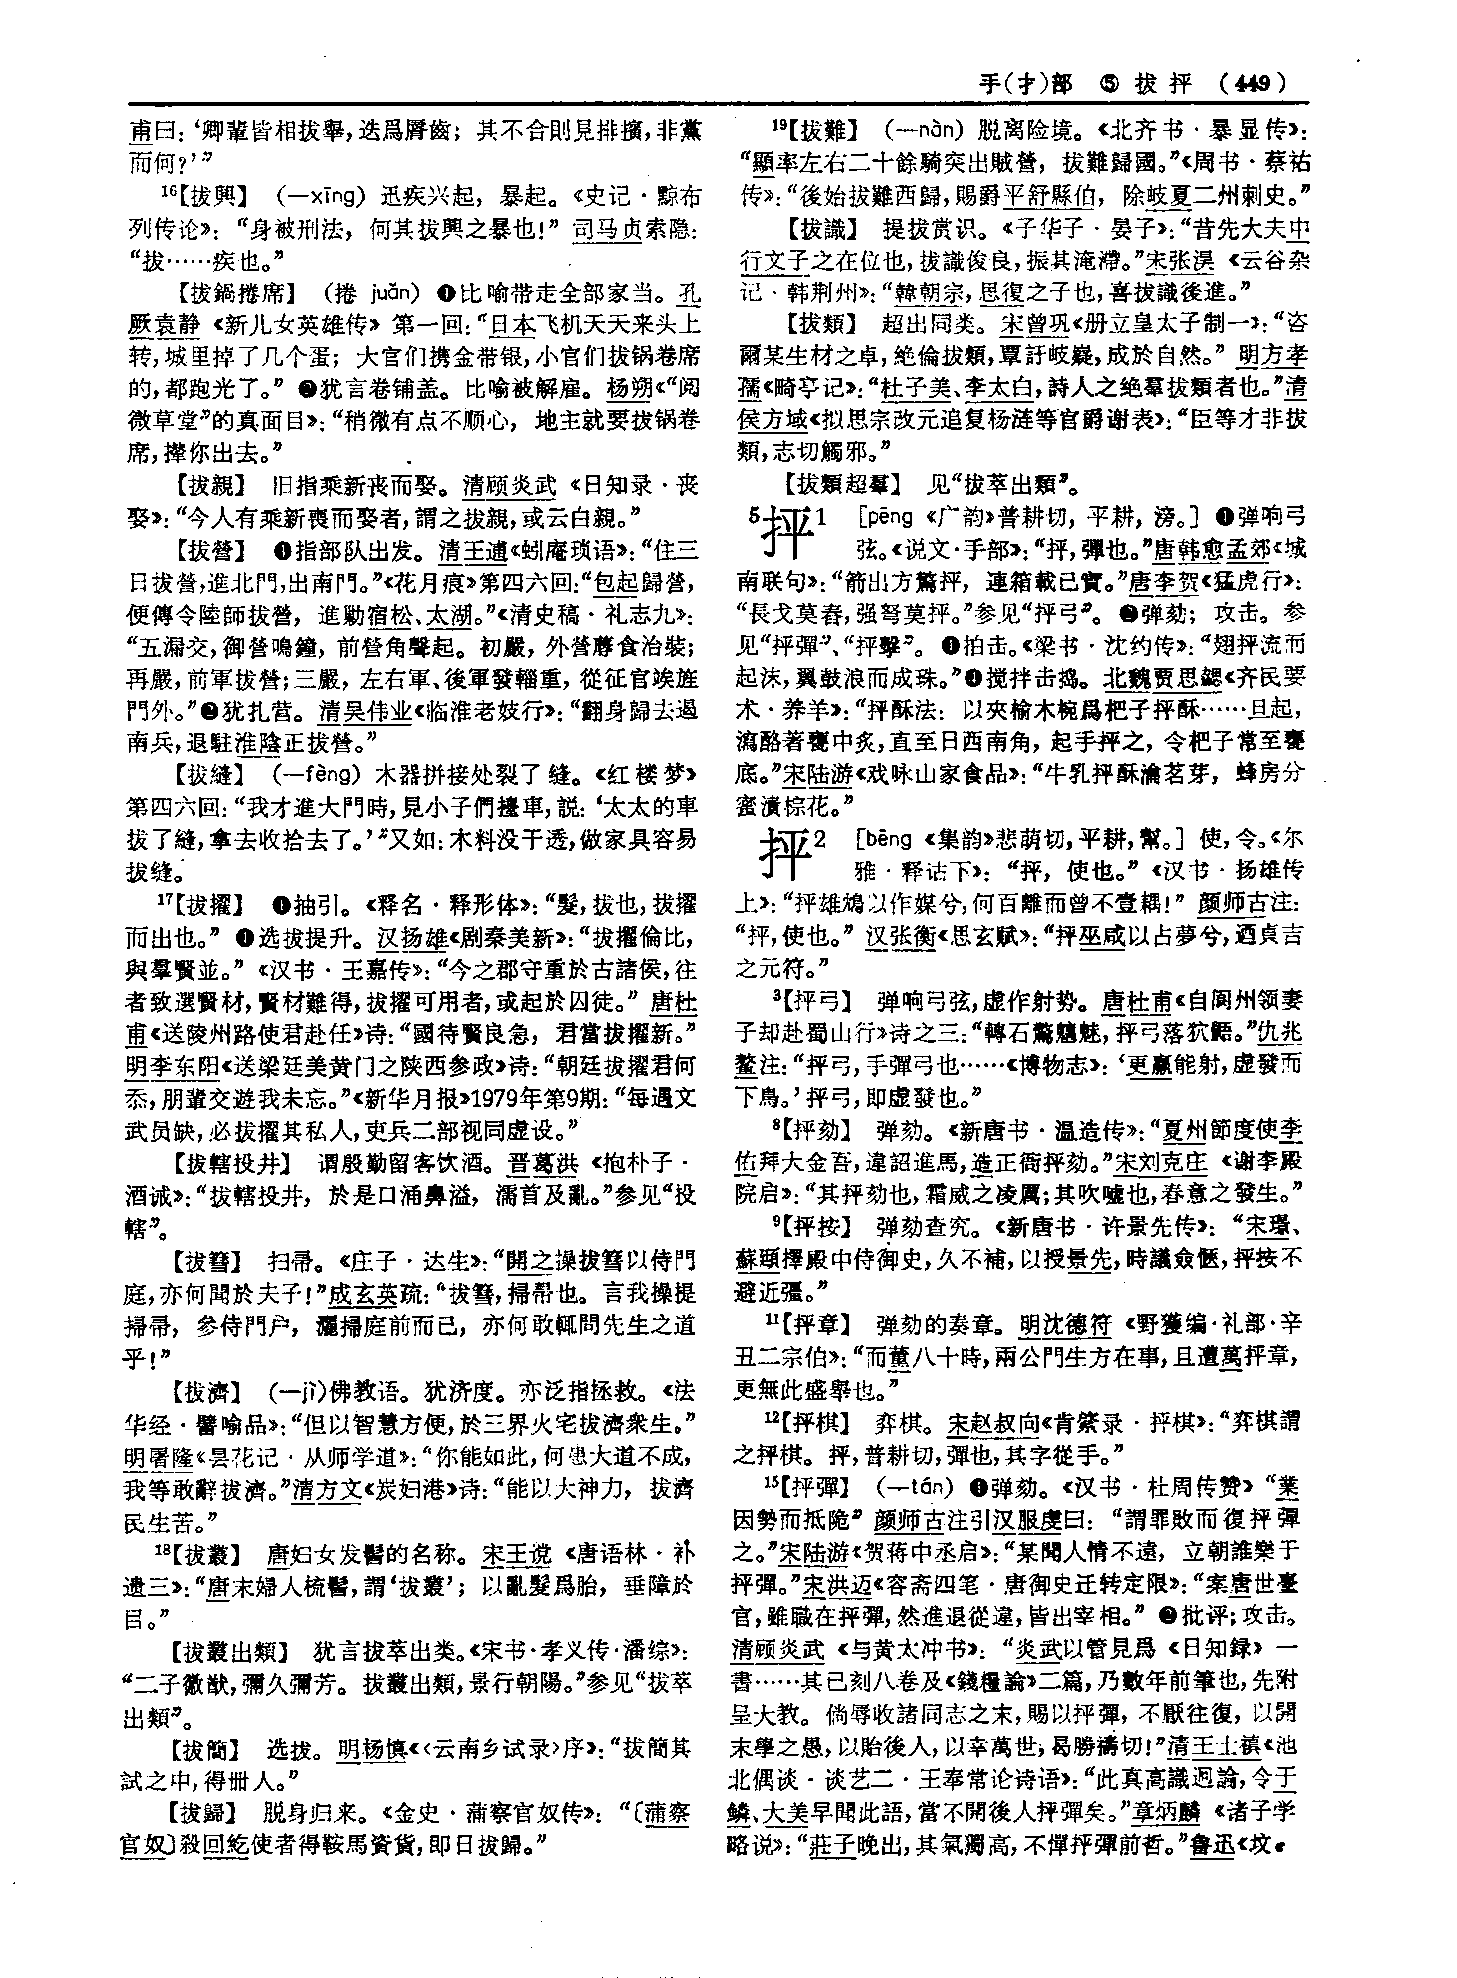 手(扌)部 ⑤ 拔 抨 (449)
甫曰：‘卿輩皆相拔舉，迭爲脣齒；其不合則見排擯，非黨
而何？’”
¹⁶【拔興】 (—xīng) 迅疾兴起，暴起。《史记·黥布
列传论》：“身被刑法，何其拔興之暴也！”司马贞索隐：
“拔……疾也。”
【拔鍋捲席】 (捲 juǎn) ❶比喻带走全部家当。孔
厥袁静《新儿女英雄传》第一回：“日本飞机天天来头上
转，城里掉了几个蛋；大官们携金带银，小官们拔锅卷席
的，都跑光了。”❷犹言卷铺盖。比喻被解雇。杨朔《“阅
微草堂”的真面目》：“稍微有点不顺心，地主就要拔锅卷
席，撵你出去。”
【拔親】 旧指乘新丧而娶。清顾炎武《日知录·丧
娶》：“今人有乘新喪而娶者，謂之拔親，或云白親。”
【拔營】 ❶指部队出发。清王逋《蚓庵琐语》：“住三
日拔營，進北門，出南門。”《花月痕》第四六回：“包起歸營，
便傳令陸師拔營，進勦宿松、太湖。”《清史稿·礼志九》：
“五漏交，御營鳴鐘，前營角聲起。初嚴，外營蓐食治裝；
再嚴，前軍拔營；三嚴，左右軍、後軍發輜重，從征官竢旌
門外。”❷犹扎营。清吴伟业《临淮老妓行》：“翻身歸去遏
南兵，退駐淮陰正拔營。”
【拔縫】 (—fèng) 木器拼接处裂了缝。《红楼梦》
第四六回：“我才進大門時，見小子們擡車，説：‘太太的車
拔了縫，拿去收拾去了。’”又如：木料没干透，做家具容易
拔缝。
¹⁷【拔擢】 ❶抽引。《释名·释形体》：“髮，拔也，拔擢
而出也。”❷选拔提升。汉扬雄《剧秦美新》：“拔擢倫比，
與羣賢並。”《汉书·王嘉传》：“今之郡守重於古諸侯，往
者致選賢材，賢材難得，拔擢可用者，或起於囚徒。”唐杜
甫《送陵州路使君赴任》诗：“國待賢良急，君當拔擢新。”
明李东阳《送梁廷美黄门之陕西参政》诗：“朝廷拔擢君何
忝，朋輩交遊我未忘。”《新华月报》1979年第9期：“每遇文
武员缺，必拔擢其私人，吏兵二部视同虚设。”
【拔轄投井】 谓殷勤留客饮酒。晋葛洪《抱朴子·
酒诫》：“拔轄投井，於是口涌鼻溢，濡首及亂。”参见“投
轄”。
【拔篲】 扫帚。《庄子·达生》：“開之操拔篲以侍門
庭，亦何聞於夫子！”成玄英疏：“拔篲，掃帚也。言我操提
掃帚，參侍門户，灑掃庭前而已，亦何敢輒問先生之道
乎！”
【拔濟】 (—jì)佛教语。犹济度。亦泛指拯救。《法
华经·譬喻品》：“但以智慧方便，於三界火宅拔濟衆生。”
明屠隆《昙花记·从师学道》：“你能如此，何患大道不成，
我等敢辭拔濟。”清方文《炭妇港》诗：“能以大神力，拔濟
民生苦。”
¹⁸【拔叢】 唐妇女发髻的名称。宋王谠《唐语林·补
遗三》：“唐末婦人梳髻，謂‘拔叢’；以亂髮爲胎，垂障於
目。”
【拔叢出類】 犹言拔萃出类。《宋书·孝义传·潘综》：
“二子徽猷，彌久彌芳。拔叢出類，景行朝陽。”参见“拔萃
出類”。
【拔簡】 选拔。明杨慎《〈云南乡试录〉序》：“拔簡其
試之中，得卌人。”
【拔歸】 脱身归来。《金史·蒲察官奴传》：“〔蒲察
官奴〕殺回紇使者得鞍馬資貨，即日拔歸。”
¹⁹【拔難】 (—nàn) 脱离险境。《北齐书·暴显传》：
“顯率左右二十餘騎突出賊營，拔難歸國。”《周书·蔡祐
传》：“後始拔難西歸，賜爵平舒縣伯，除岐夏二州刺史。”
【拔識】 提拔赏识。《子华子·晏子》：“昔先大夫中
行文子之在位也，拔識俊良，振其淹滯。”宋张淏《云谷杂
记·韩荆州》：“韓朝宗，思復之子也，喜拔識後進。”
【拔類】 超出同类。宋曾巩《册立皇太子制一》：“咨
爾某生材之卓，絶倫拔類，覃訏岐嶷，成於自然。”明方孝
孺《畸亭记》：“杜子美、李太白，詩人之绝羣拔類者也。”清
侯方域《拟思宗改元追复杨涟等官爵谢表》：“臣等才非拔
類，志切觸邪。”
【拔類超羣】 见“拔萃出類”。
⁵抨¹ [pēng《广韵》普耕切，平耕，滂。] ❶弹响弓
弦。《说文·手部》：“抨，彈也。”唐韩愈孟郊《城
南联句》：“箭出方驚抨，連箱載已實。”唐李贺《猛虎行》：
“長戈莫舂，强弩莫抨。”参见“抨弓”。❷弹劾；攻击。参
见“抨彈”、“抨擊”。❸拍击。《梁书·沈约传》：“翅抨流而
起沫，翼鼓浪而成珠。”❹搅拌击捣。北魏贾思勰《齐民要
术·养羊》：“抨酥法：以夾榆木椀爲杷子抨酥……旦起，
瀉酪著甕中炙，直至日西南角，起手抨之，令杷子常至甕
底。”宋陆游《戏咏山家食品》：“牛乳抨酥瀹茗芽，蜂房分
蜜漬棕花。”
抨² [bēng《集韵》悲萌切，平耕，幫。] 使，令。《尔
雅·释诂下》：“抨，使也。”《汉书·扬雄传
上》：“抨雄鴆以作媒兮，何百離而曾不壹耦！”颜师古注：
“抨，使也。”汉张衡《思玄赋》：“抨巫咸以占夢兮，迺貞吉
之元符。”
³【抨弓】 弹响弓弦，虚作射势。唐杜甫《自阆州领妻
子却赴蜀山行》诗之三：“轉石驚魑魅，抨弓落狖鼯。”仇兆
鳌注：“抨弓，手彈弓也……《博物志》：‘更羸能射，虚發而
下鳥。’抨弓，即虚發也。”
⁸【抨劾】 弹劾。《新唐书·温造传》：“夏州節度使李
佑拜大金吾，違詔進馬，造正衙抨劾。”宋刘克庄《谢李殿
院启》：“其抨劾也，霜威之凌厲；其吹嘘也，春意之發生。”
⁹【抨按】 弹劾查究。《新唐书·许景先传》：“宋璟、
蘇頲擇殿中侍御史，久不補，以授景先，時議僉愜，抨按不
避近彊。”
¹¹【抨章】 弹劾的奏章。明沈德符《野獲编·礼部·辛
丑二宗伯》：“而董八十時，兩公門生方在事，且遭萬抨章，
更無此盛舉也。”
¹²【抨棋】 弈棋。宋赵叔向《肯綮录·抨棋》：“弈棋謂
之抨棋。抨，普耕切，彈也，其字從手。”
¹⁵【抨彈】 (—tán) ❶弹劾。《汉书·杜周传赞》“業
因勢而抵陒”颜师古注引汉服虔曰：“謂罪敗而復抨彈
之。”宋陆游《贺蒋中丞启》：“某聞人情不遠，立朝誰樂于
抨彈。”宋洪迈《容斋四笔·唐御史迁转定限》：“案唐世臺
官，雖職在抨彈，然進退從違，皆出宰相。”❷批评；攻击。
清顾炎武《与黄太冲书》：“炎武以管見爲《日知録》一
書……其已刻八卷及《錢糧論》二篇，乃數年前筆也，先附
呈大教。倘辱收諸同志之末，賜以抨彈，不厭往復，以開
末學之愚，以貽後人，以幸萬世，曷勝禱切！”清王士禛《池
北偶谈·谈艺二·王奉常论诗语》：“此真高識迥論，令于
鱗、大美早聞此語，當不開後人抨彈矣。”章炳麟《诸子学
略说》：“莊子晚出，其氣獨高，不憚抨彈前哲。”鲁迅《坟·